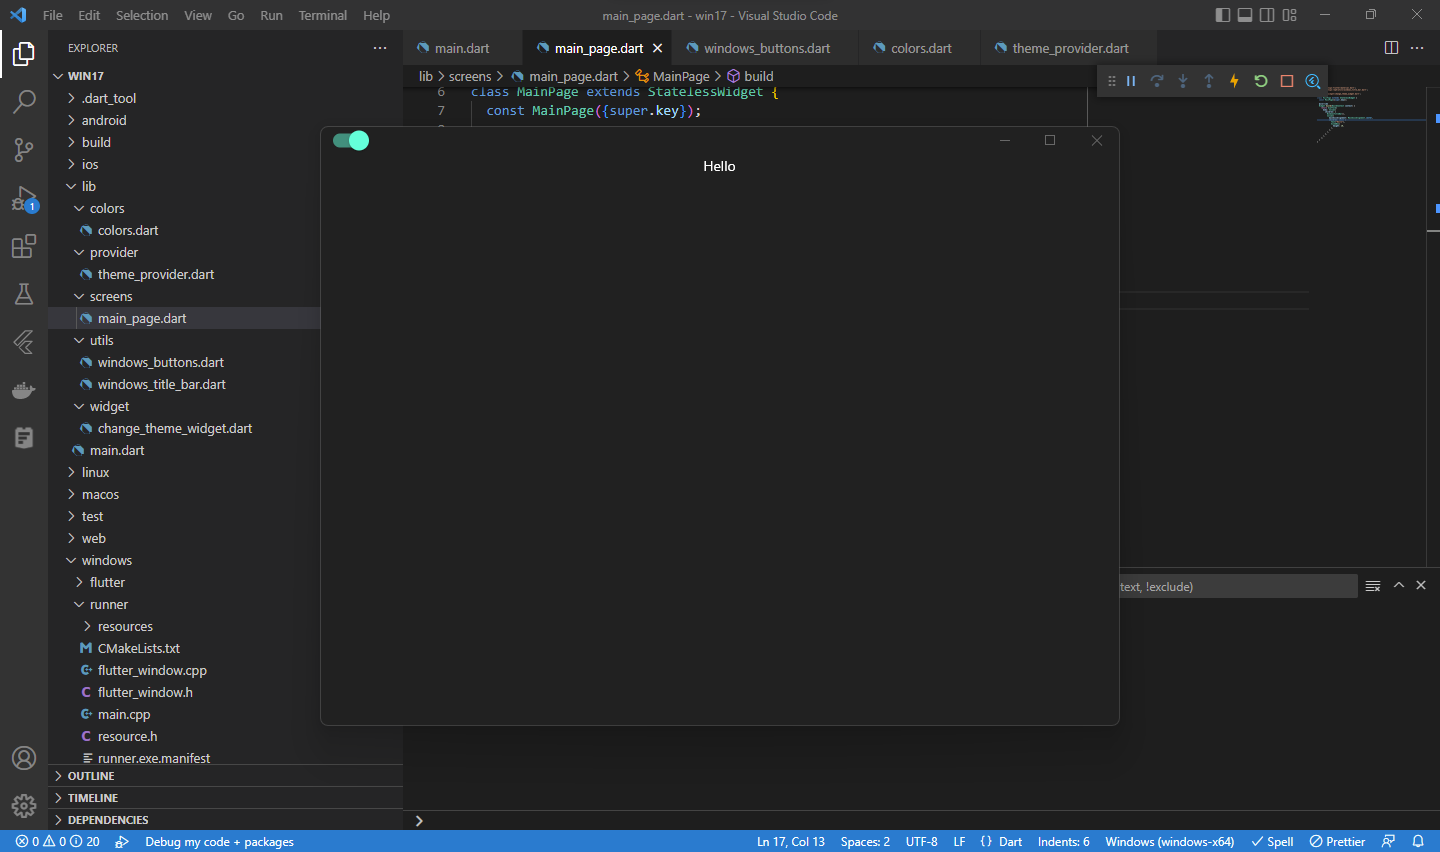 File Edit Selection View Go Run Terminal Help main_page.dart - win17 - Visual Studio Code
EXPLORER
main.dart main_page.dart windows_buttons.dart colors.dart theme_provider.dart
WIN17
lib screens main_page.dart MainPage build
6 class MainPage extends StatelessWidget {
7 const MainPage({super.key});
Hello
.dart_tool
android
build
ios
lib
colors
colors.dart
provider
theme_provider.dart
screens
main_page.dart
utils
windows_buttons.dart
windows_title_bar.dart
widget
change_theme_widget.dart
main.dart
linux
macos
test
web
windows
flutter
runner
resources
CMakeLists.txt
flutter_window.cpp
flutter_window.h
main.cpp
resource.h
runner.exe.manifest
OUTLINE
TIMELINE
DEPENDENCIES
1
text, !exclude)
0 0 20 Debug my code + packages Ln 17, Col 13 Spaces: 2 UTF-8 LF {} Dart Indents: 6 Windows (windows-x64) Spell Prettier